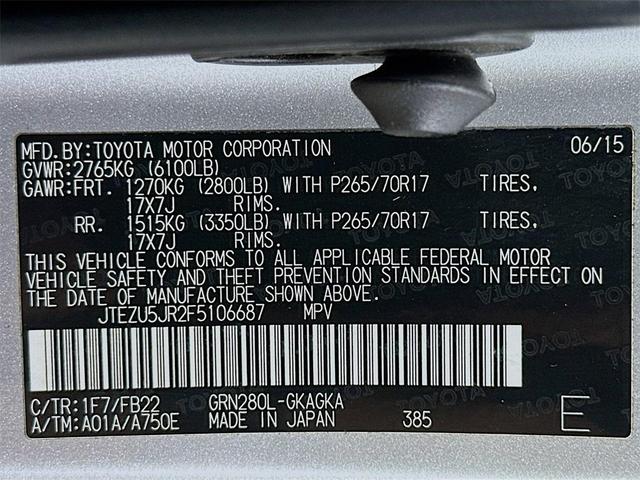 MFD.BY:TOYOTA MOTOR CORPORATION 06/15
GVWR:2765KG (6100LB)
GAWR:FRT. 1270KG (2800LB) WITH P265/70R17 TIRES,
17X7J RIMS.
RR. 1515KG (3350LB) WITH P265/70R17 TIRES,
17X7J RIMS.
THIS VEHICLE CONFORMS TO ALL APPLICABLE FEDERAL MOTOR
VEHICLE SAFETY AND THEFT PREVENTION STANDARDS IN EFFECT ON
THE DATE OF MANUFACTURE SHOWN ABOVE.
JTEZU5JR2F5106687 MPV
C/TR:1F7/FB22 GRN280L-GKAGKA
A/TM:A01A/A750E MADE IN JAPAN 385 E